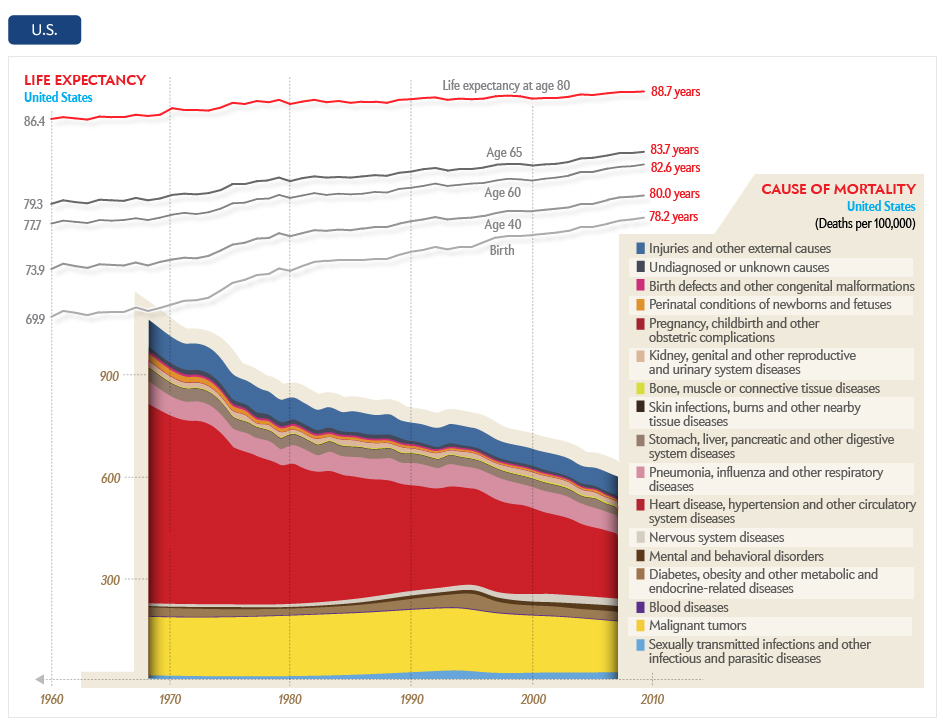 U.S.
LIFE EXPECTANCY
United States
Life expectancy at age 80
88.7 years
86.4
Age 65
83.7 years
82.6 years
Age 60
79.3
77.7
80.0 years
Age 40
78.2 years
Birth
73.9
69.9
CAUSE OF MORTALITY
United States
(Deaths per 100,000)
Injuries and other external causes
Undiagnosed or unknown causes
Birth defects and other congenital malformations
Perinatal conditions of newborns and fetuses
Pregnancy, childbirth and other
obstetric complications
Kidney, genital and other reproductive
and urinary system diseases
Bone, muscle or connective tissue diseases
Skin infections, burns and other nearby
tissue diseases
Stomach, liver, pancreatic and other digestive
system diseases
Pneumonia, influenza and other respiratory
diseases
Heart disease, hypertension and other circulatory
system diseases
Nervous system diseases
Mental and behavioral disorders
Diabetes, obesity and other metabolic and
endocrine-related diseases
Blood diseases
Malignant tumors
Sexually transmitted infections and other
infectious and parasitic diseases
900
600
300
1960
1970
1980
1990
2000
2010